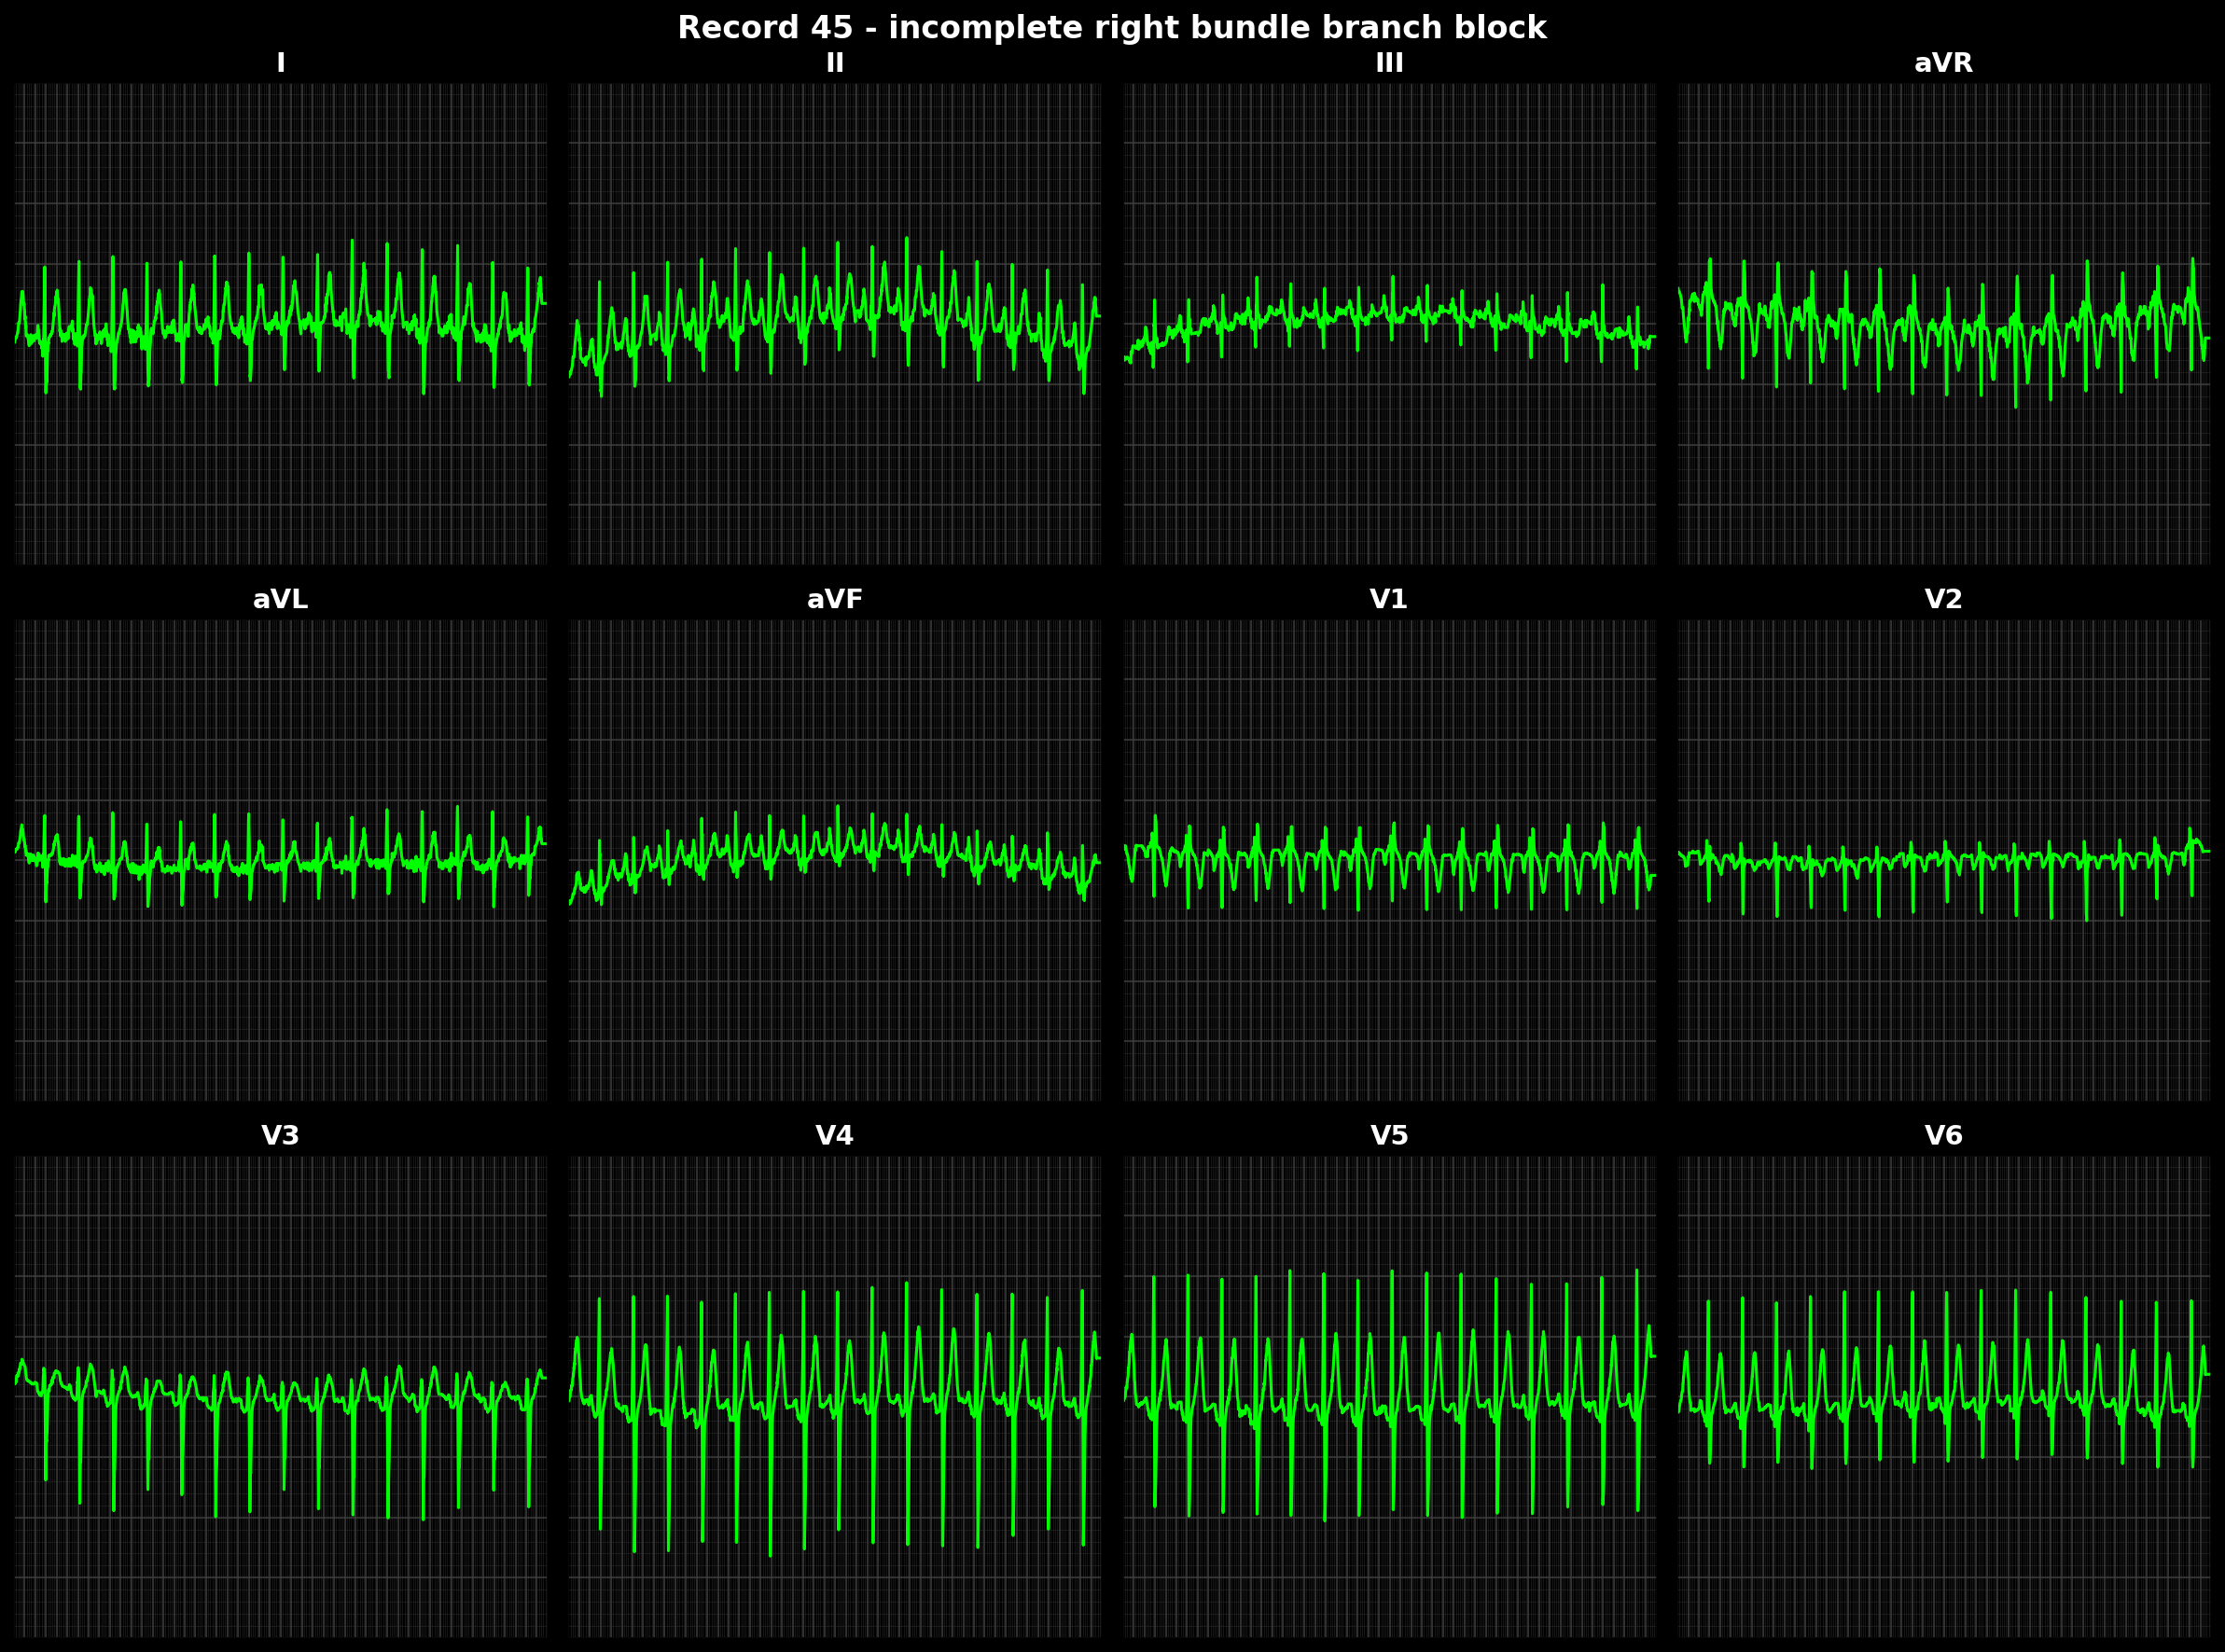 Record 45 - incomplete right bundle branch block
I II III aVR
aVL aVF V1 V2
V3 V4 V5 V6